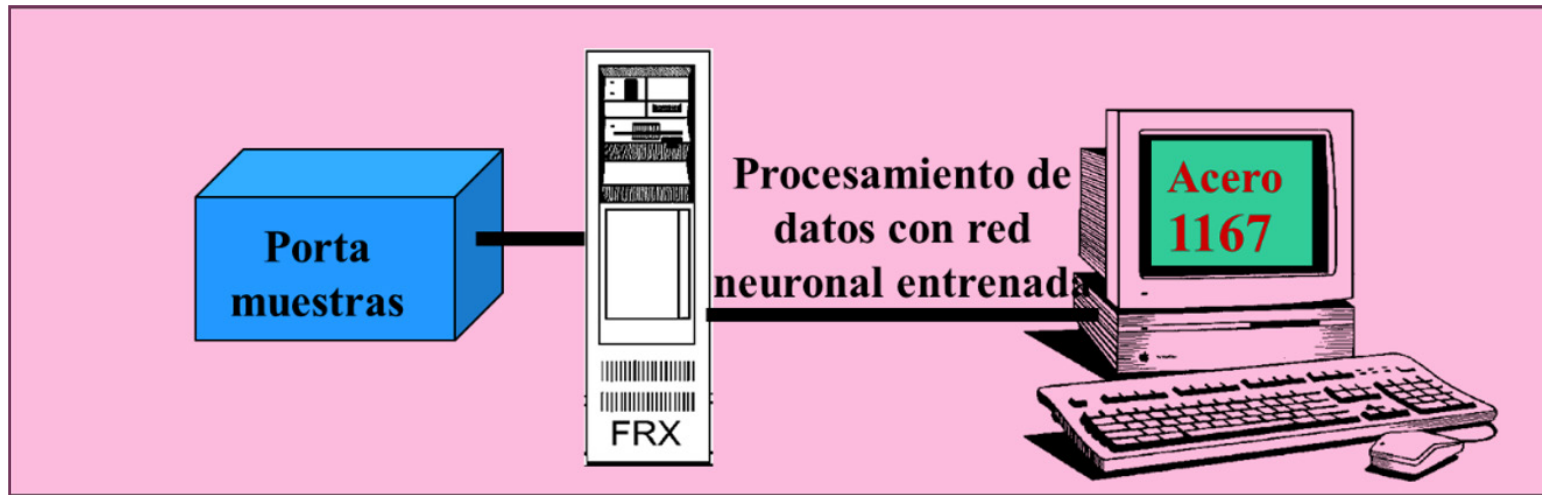 Porta
muestras
FRX
Procesamiento de
datos con red
neuronal entrenada
Acero
1167